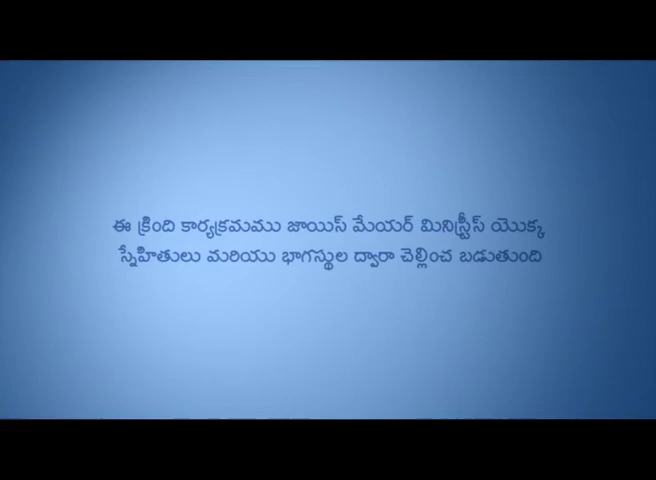 ఈ క్రింది కార్యక్రమము జాయిస్ మేయర్ మినిస్ట్రీస్ యొక్క
స్నేహితులు మరియు భాగస్థుల ద్వారా చెల్లించ బడుతుంది